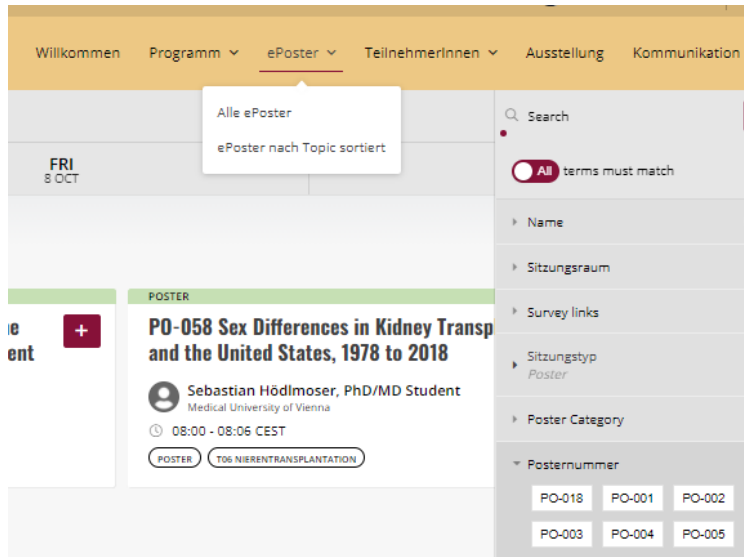 Willkommen Programm ePoster TeilnehmerInnen Ausstellung Kommunikation
Alle ePoster
ePoster nach Topic sortiert
FRI
8 OCT
POSTER
PO-058 Sex Differences in Kidney Transp
and the United States, 1978 to 2018
Sebastian Hödlmoser, PhD/MD Student
Medical University of Vienna
08:00 - 08:06 CEST
POSTER T06 NIERENTRANSPLANTATION
ent
Search
All terms must match
Name
Sitzungsraum
Survey links
Sitzungstyp
Poster
Poster Category
Posternummer
PO-018 PO-001 PO-002
PO-003 PO-004 PO-005